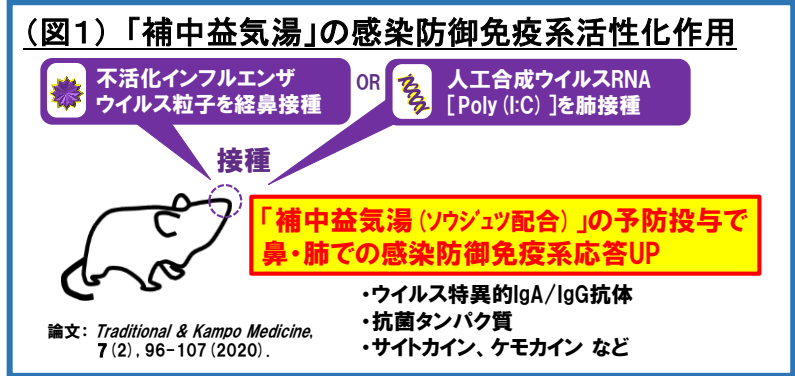 (図1)「補中益気湯」の感染防御免疫系活性化作用
不活化インフルエンザ
ウイルス粒子を経鼻接種
OR
人工合成ウイルスRNA
[Poly(I:C)]を肺接種
接種
「補中益気湯(ソウジュツ配合)」の予防投与で
鼻・肺での感染防御免疫系応答UP
・ウイルス特異的IgA/IgG抗体
・抗菌タンパク質
・サイトカイン、ケモカイン など
論文: Traditional & Kampo Medicine,
7(2), 96-107(2020).